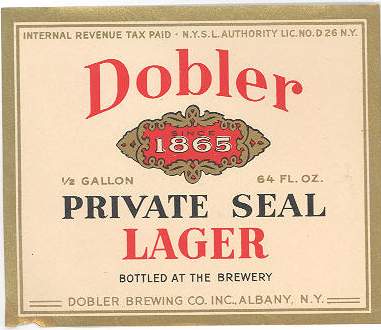 INTERNAL REVENUE TAX PAID · N.Y.S.L. AUTHORITY LIC. NO. D 26 N.Y.
Dobler
SINCE
1865
½ GALLON 64 FL. OZ.
PRIVATE SEAL
LAGER
BOTTLED AT THE BREWERY
DOBLER BREWING CO. INC., ALBANY, N.Y.